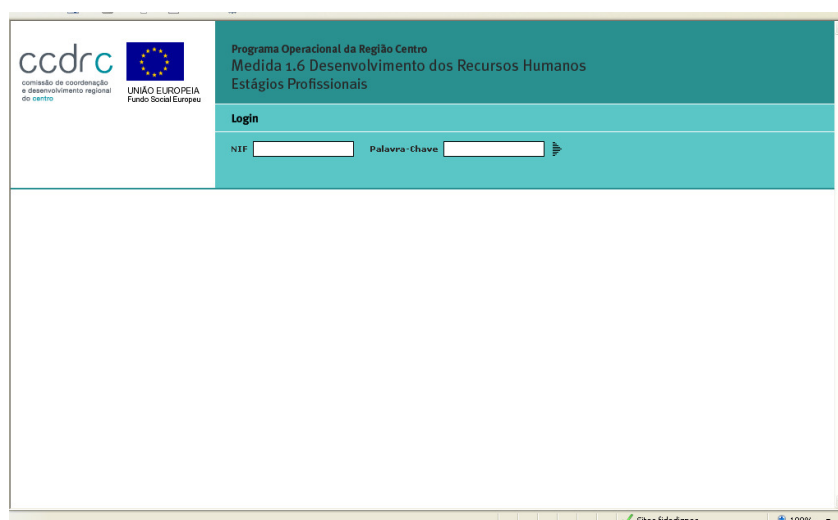 ccdrc
comissão de coordenação
e desenvolvimento regional
do centro
UNIÃO EUROPEIA
Fundo Social Europeu
Programa Operacional da Região Centro
Medida 1.6 Desenvolvimento dos Recursos Humanos
Estágios Profissionais
Login
NIF Palavra-Chave
100%